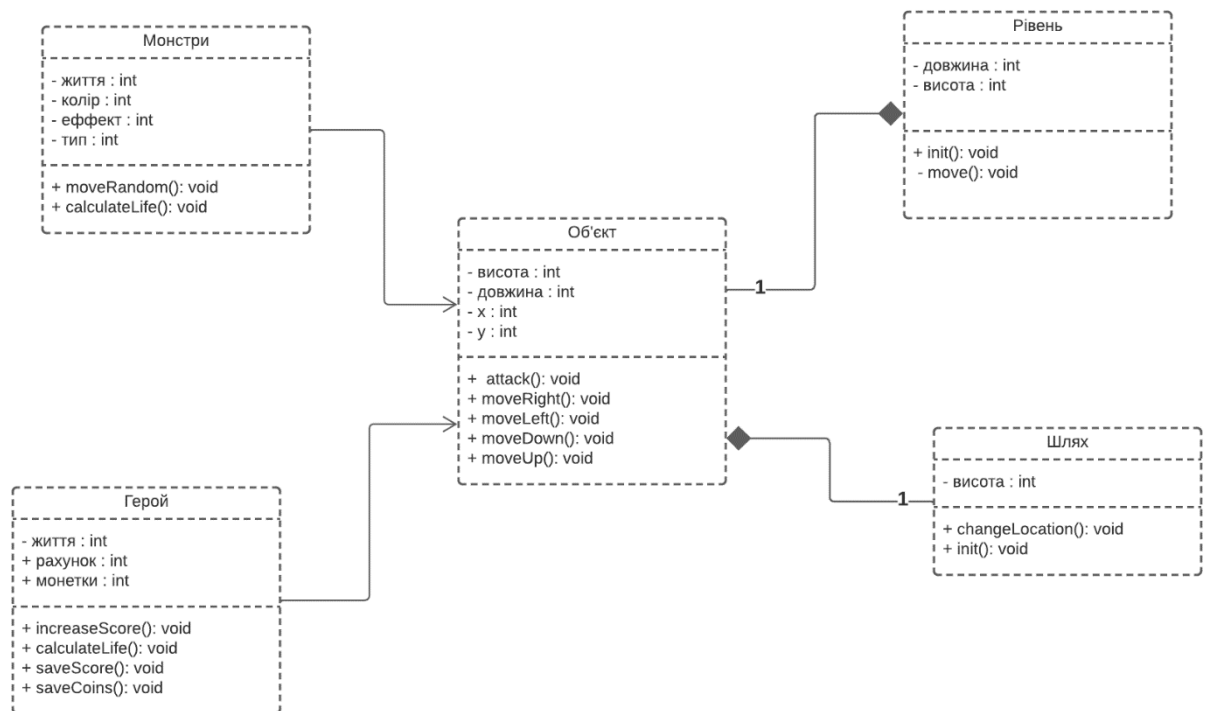 Монстри
- життя : int
- колір : int
- еффект : int
- тип : int
+ moveRandom(): void
+ calculateLife(): void
Рівень
- довжина : int
- висота : int
+ init(): void
- move(): void
Об'єкт
- висота : int
- довжина : int
- x : int
- y : int
+ attack(): void
+ moveRight(): void
+ moveLeft(): void
+ moveDown(): void
+ moveUp(): void
1
Шлях
- висота : int
+ changeLocation(): void
+ init(): void
1
Герой
- життя : int
+ рахунок : int
+ монетки : int
+ increaseScore(): void
+ calculateLife(): void
+ saveScore(): void
+ saveCoins(): void